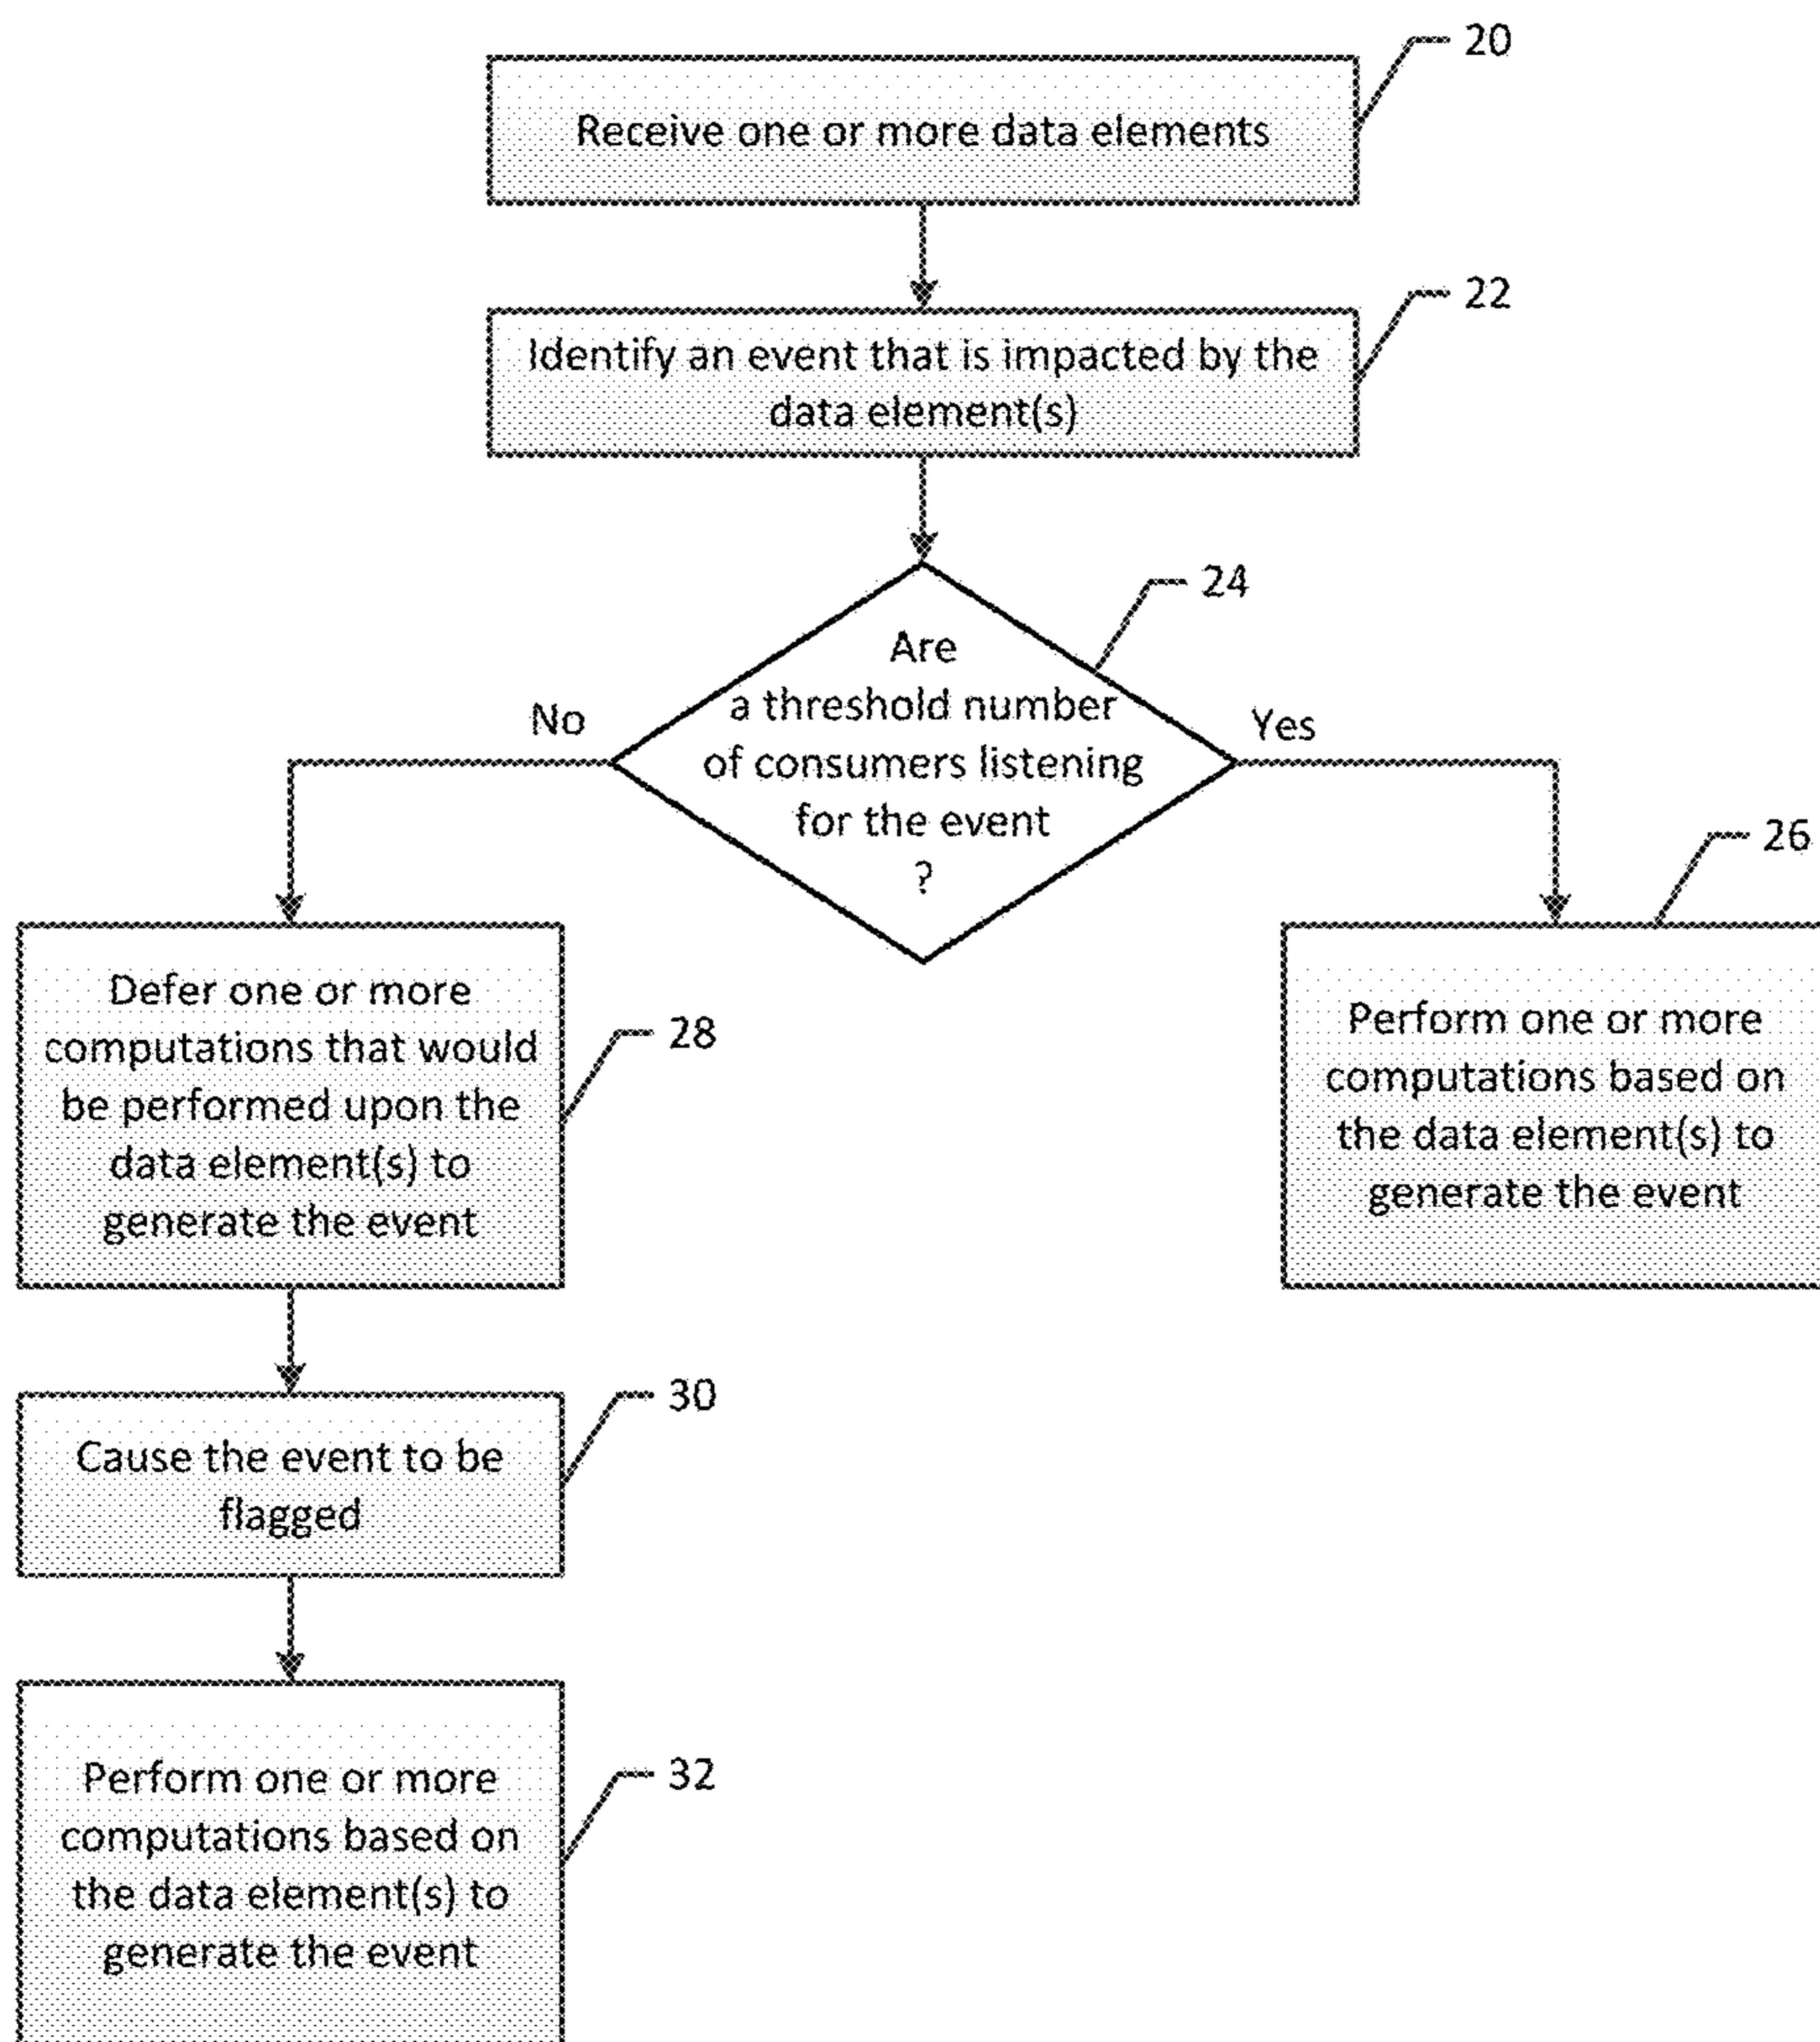 20
Receive one or more data elements
22
Identify an event that is impacted by the
data element(s)
24
Are
a threshold number
of consumers listening
for the event
?
No
Yes
26
Perform one or more
computations based on
the data element(s) to
generate the event
Defer one or more
computations that would
be performed upon the
data element(s) to
generate the event
28
30
Cause the event to be
flagged
32
Perform one or more
computations based on
the data element(s) to
generate the event